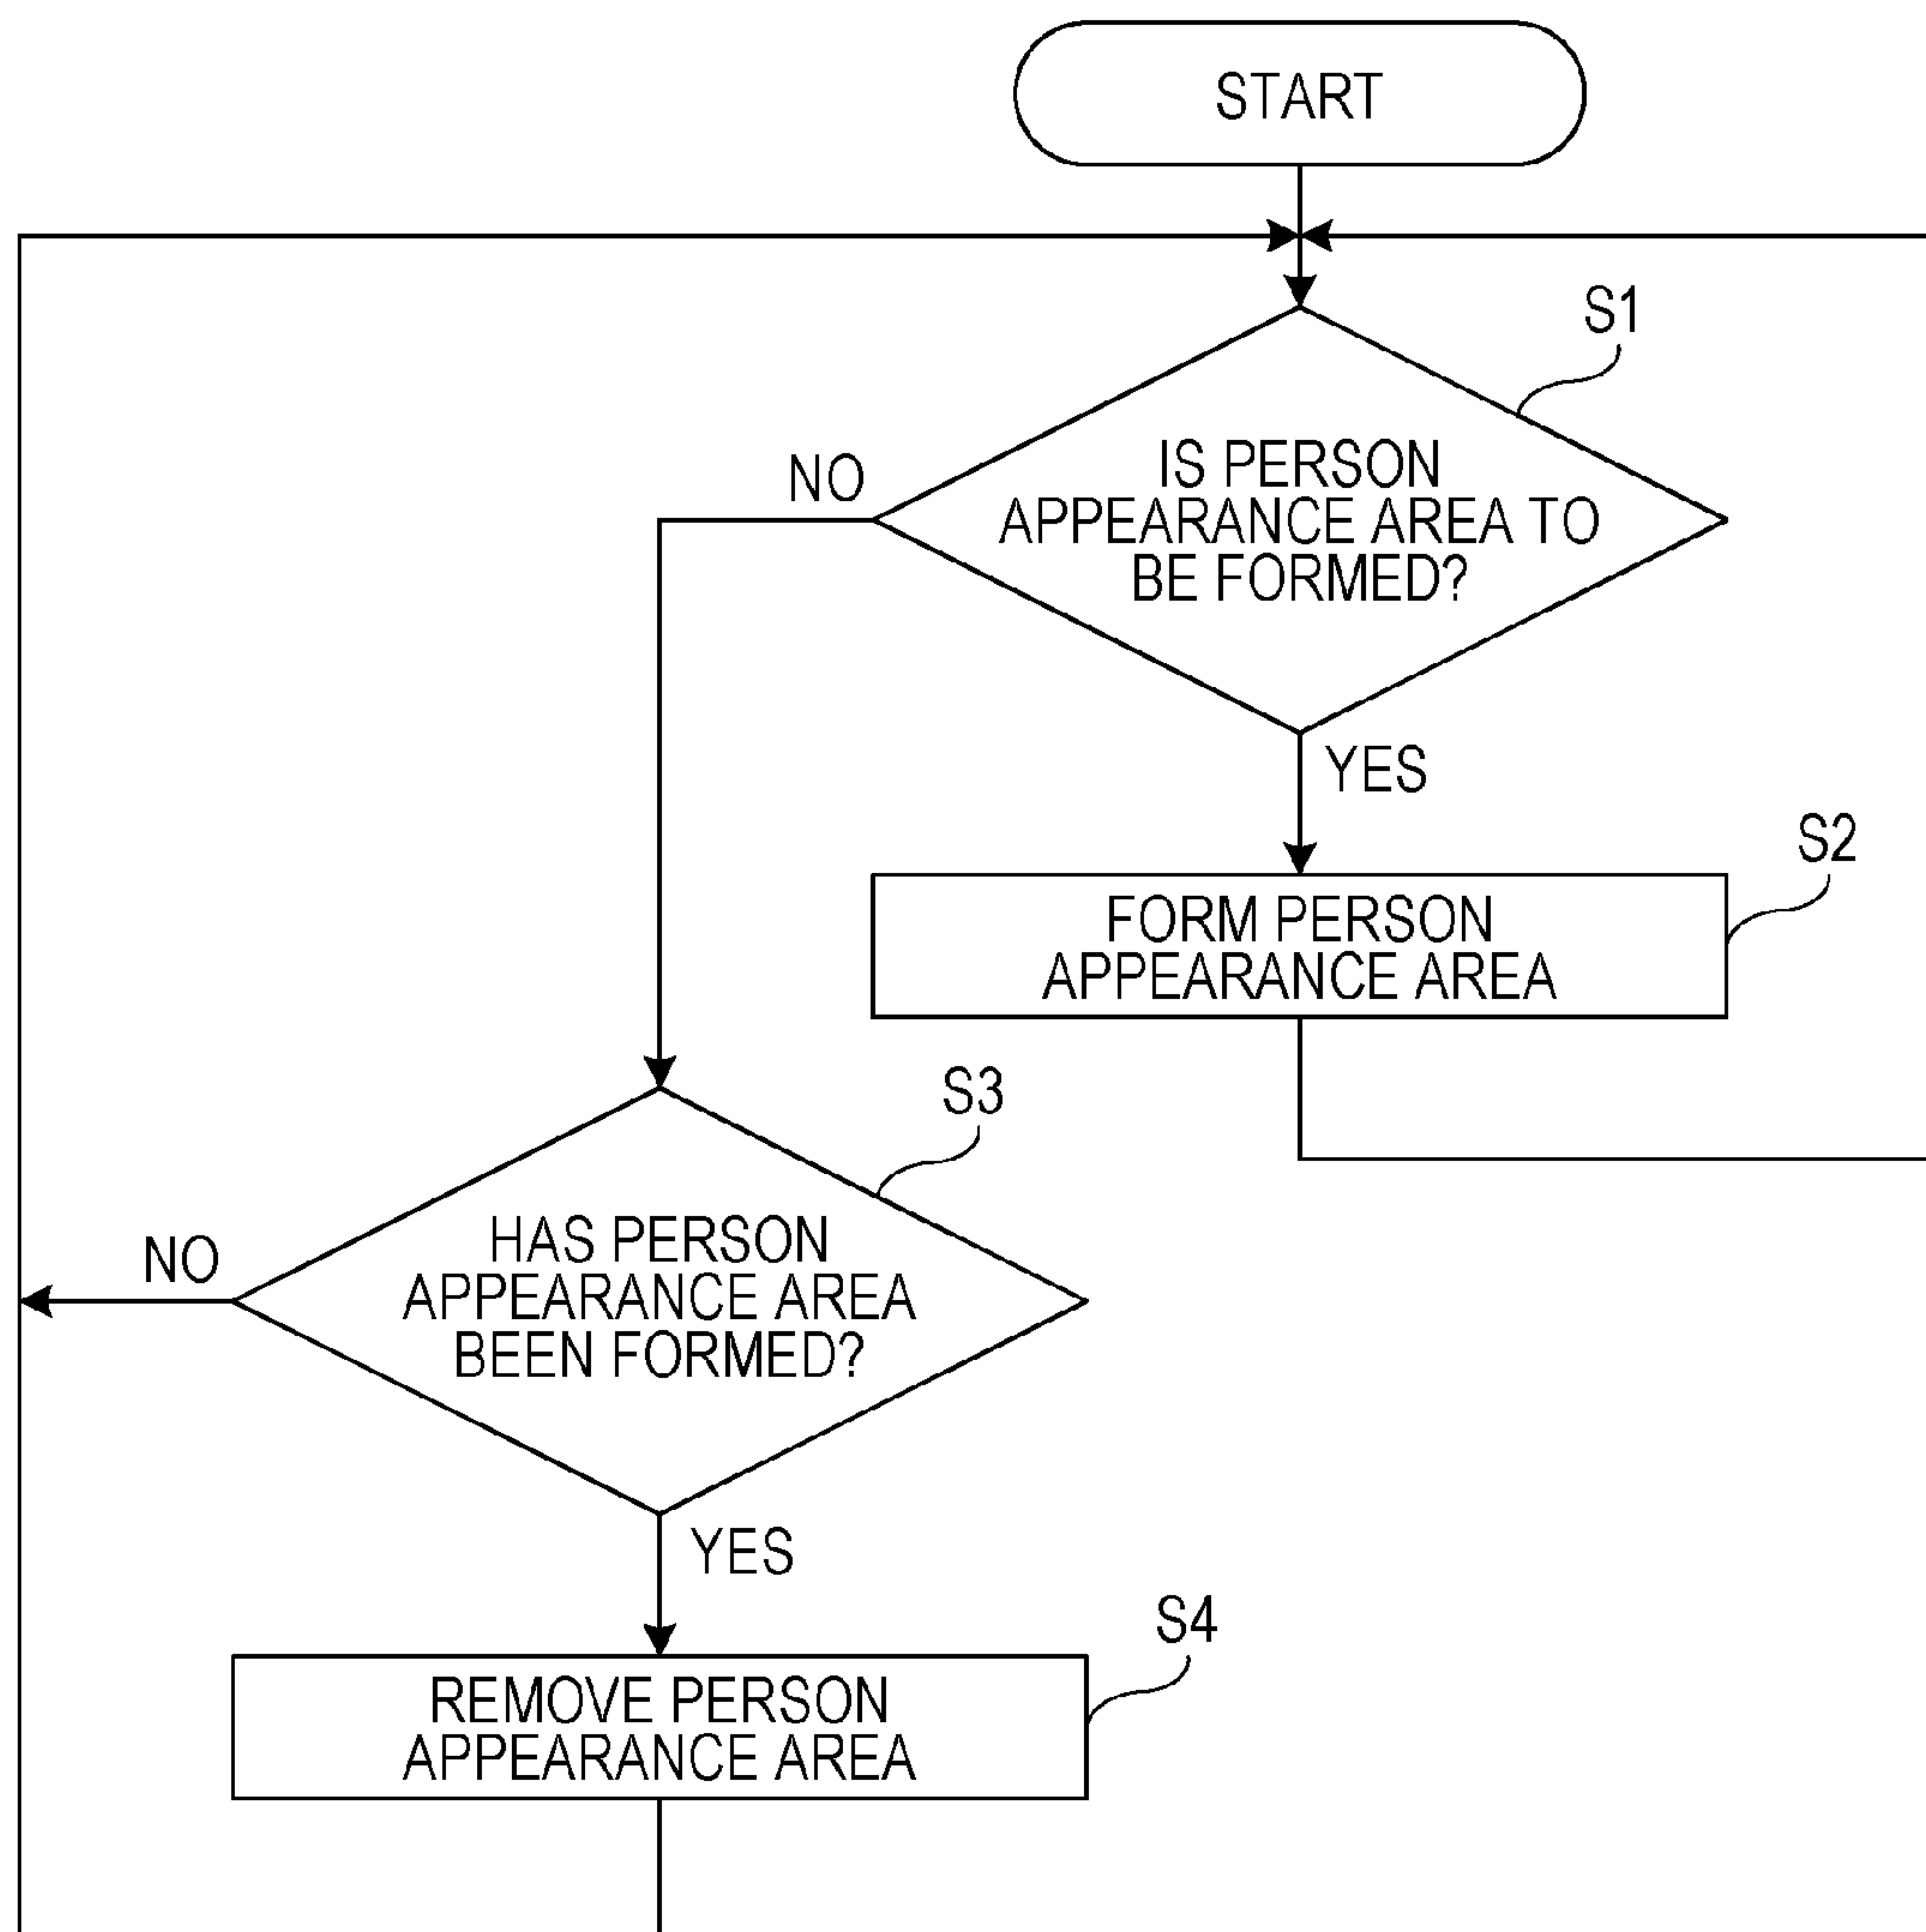 START
S1
NO
IS PERSON
APPEARANCE AREA TO
BE FORMED?
YES
S2
FORM PERSON
APPEARANCE AREA
S3
NO
HAS PERSON
APPEARANCE AREA
BEEN FORMED?
YES
S4
REMOVE PERSON
APPEARANCE AREA